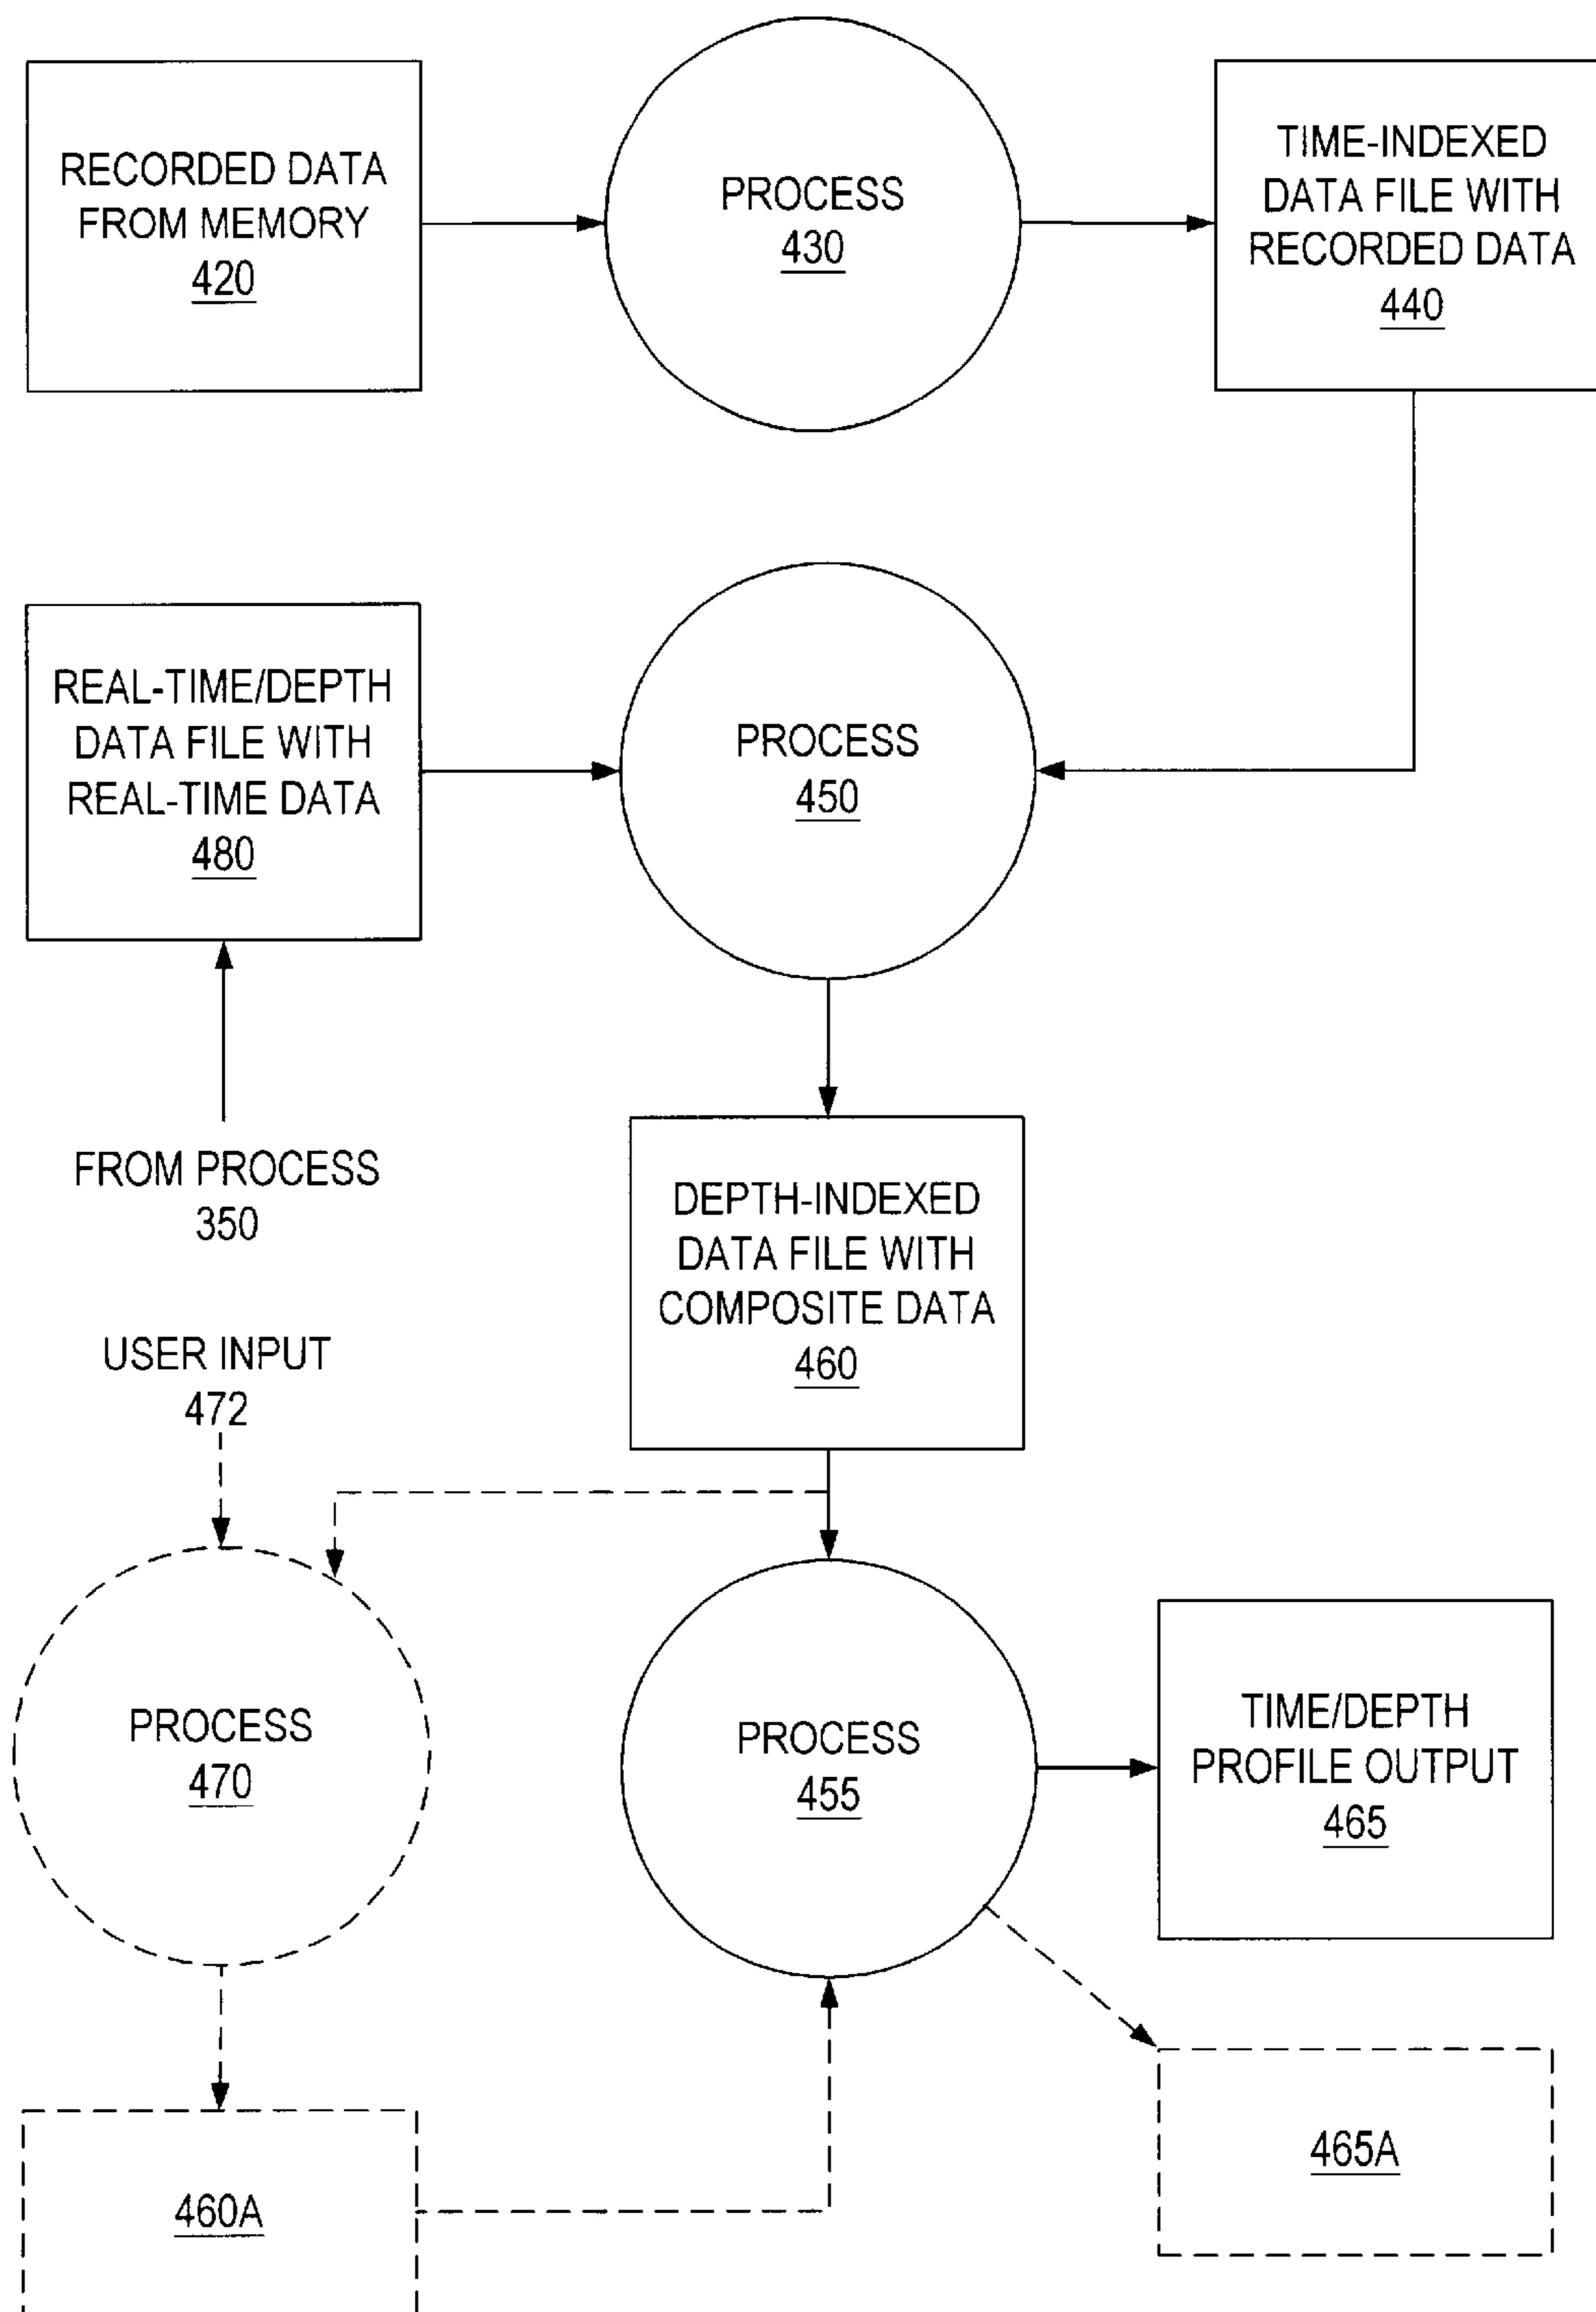 RECORDED DATA
FROM MEMORY
420
PROCESS
430
TIME-INDEXED
DATA FILE WITH
RECORDED DATA
440
REAL-TIME/DEPTH
DATA FILE WITH
REAL-TIME DATA
480
PROCESS
450
FROM PROCESS
350
DEPTH-INDEXED
DATA FILE WITH
COMPOSITE DATA
460
USER INPUT
472
PROCESS
470
PROCESS
455
TIME/DEPTH
PROFILE OUTPUT
465
460A
465A